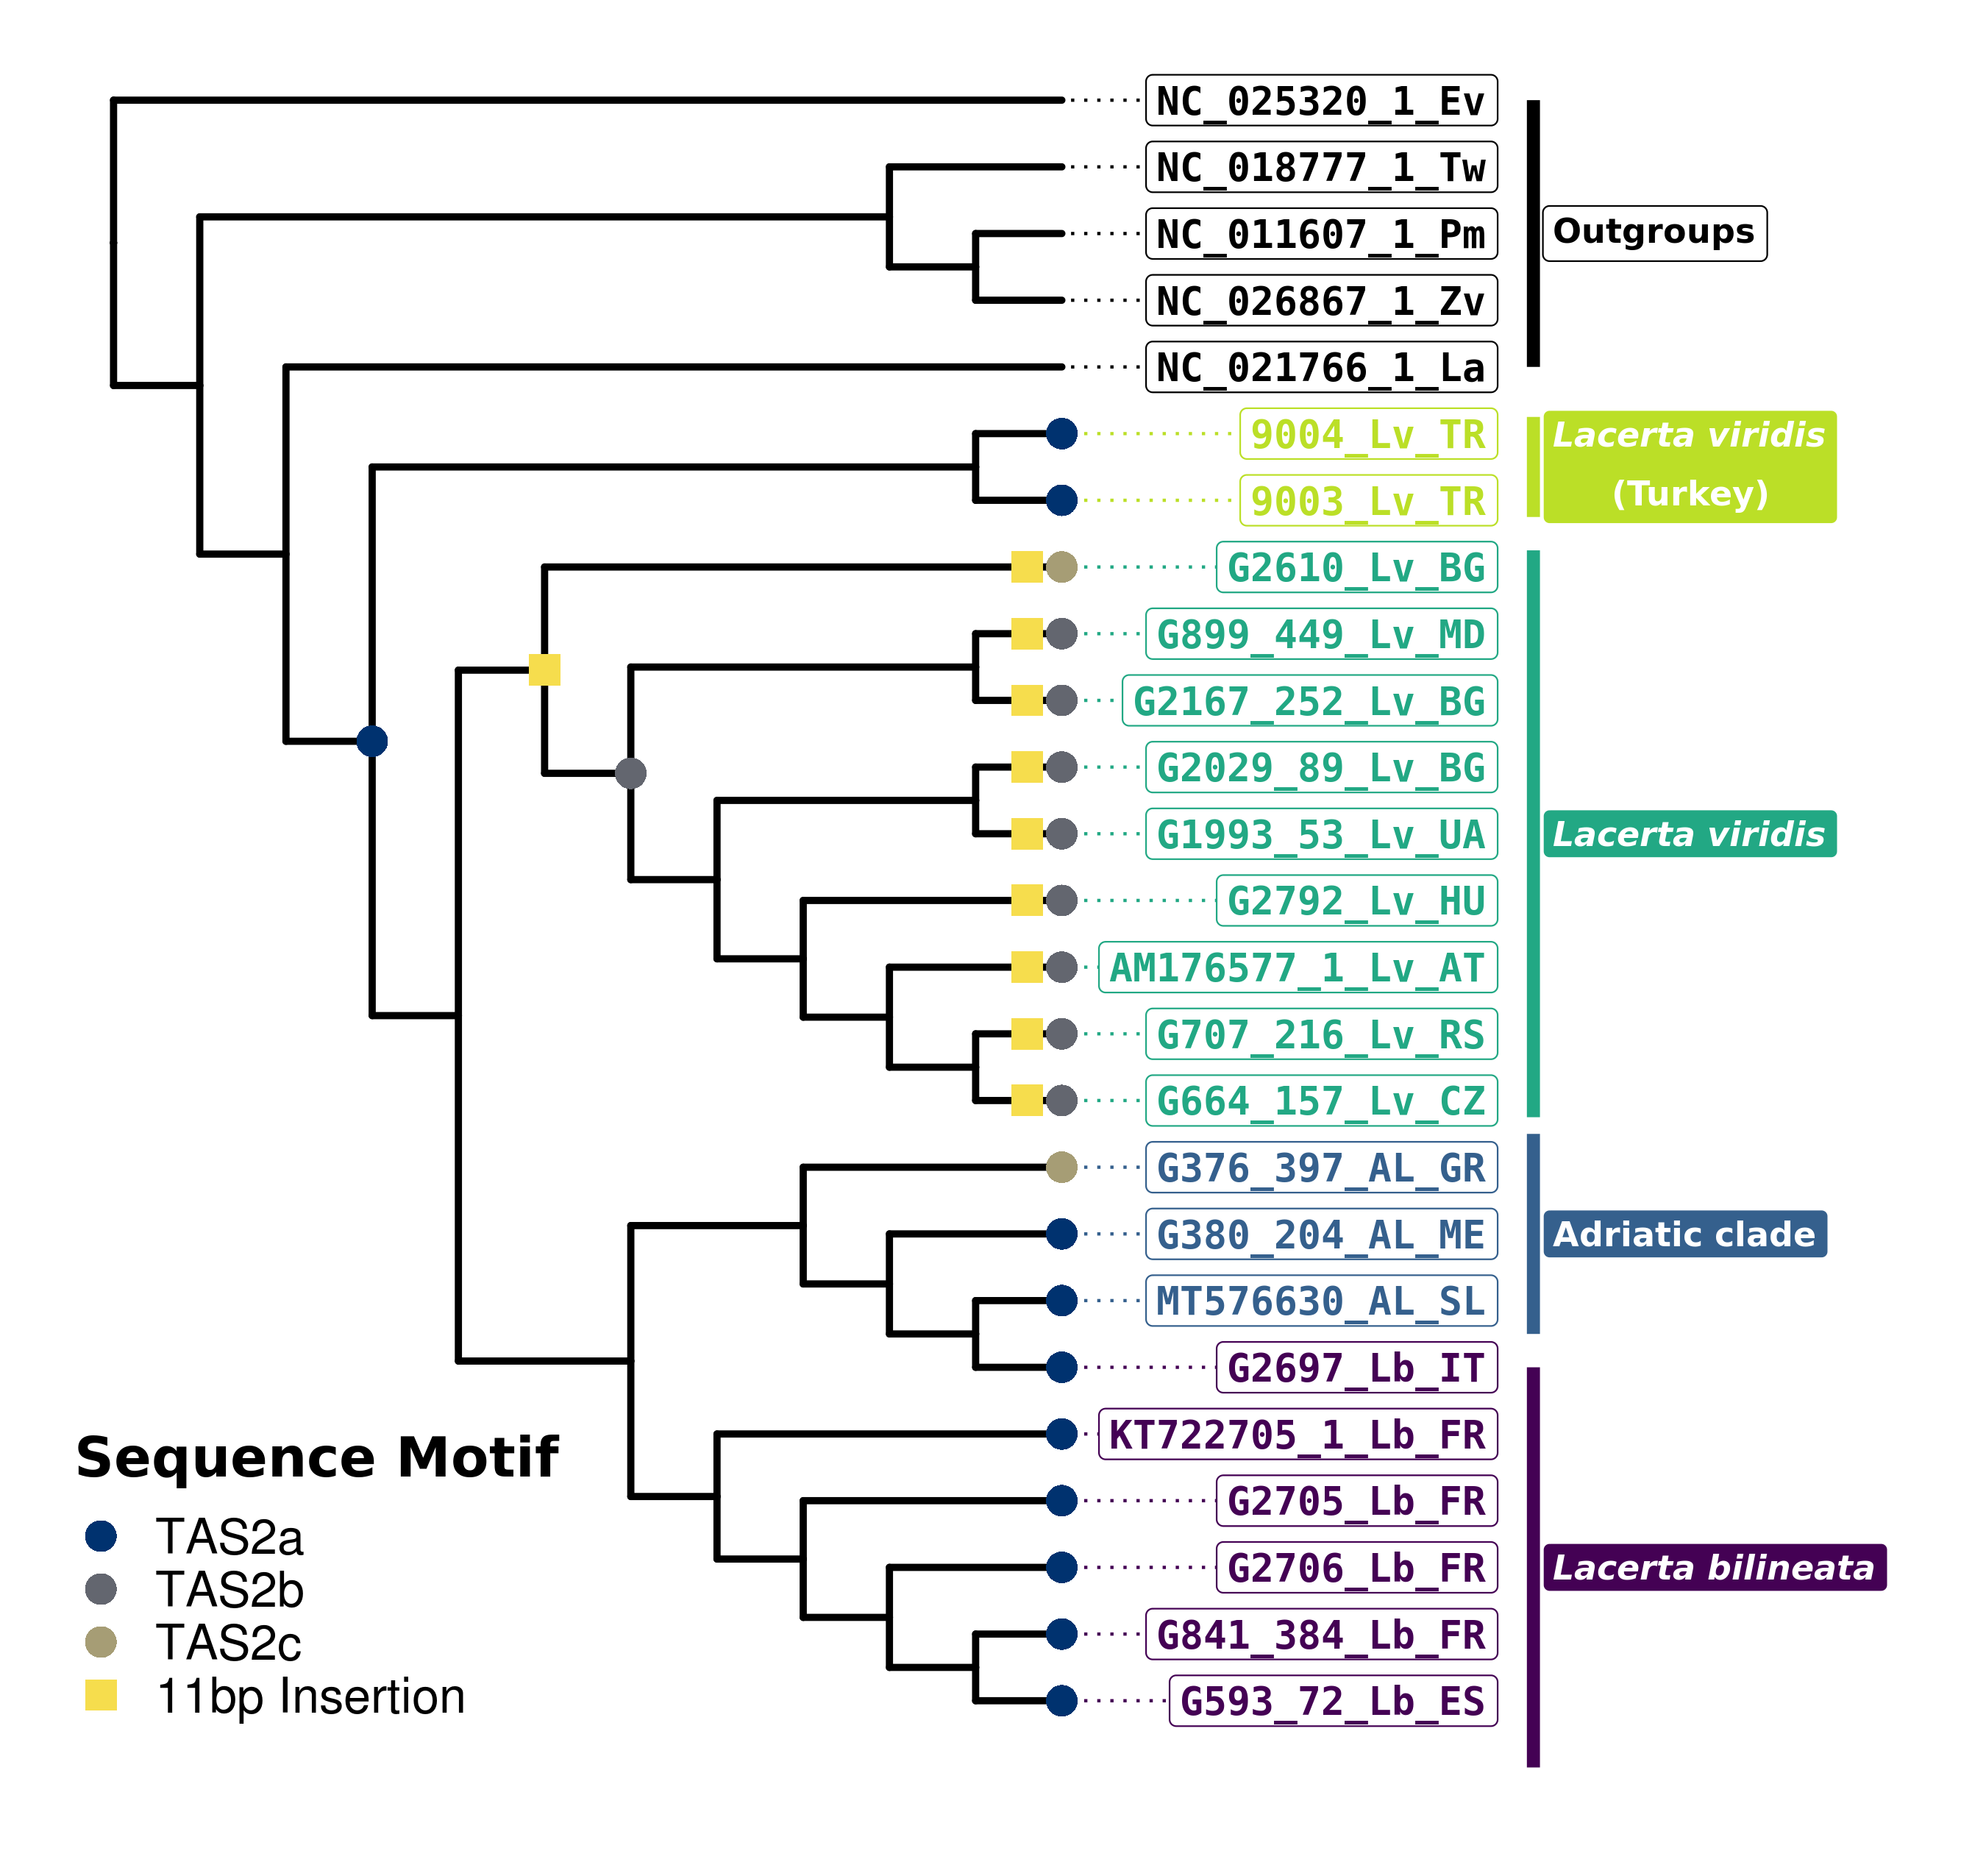 NC_025320_1_Ev
NC_018777_1_Tw
NC_011607_1_Pm
Outgroups
NC_026867_1_Zv
NC_021766_1_La
9004_Lv_TR
Lacerta viridis
(Turkey)
9003_Lv_TR
G2610_Lv_BG
G899_449_Lv_MD
G2167_252_Lv_BG
G2029_89_Lv_BG
G1993_53_Lv_UA
Lacerta viridis
G2792_Lv_HU
AM176577_1_Lv_AT
G707_216_Lv_RS
G664_157_Lv_CZ
G376_397_AL_GR
G380_204_AL_ME
Adriatic clade
MT576630_AL_SL
G2697_Lb_IT
KT722705_1_Lb_FR
G2705_Lb_FR
G2706_Lb_FR
Lacerta bilineata
G841_384_Lb_FR
G593_72_Lb_ES
Sequence Motif
TAS2a
TAS2b
TAS2c
11bp Insertion